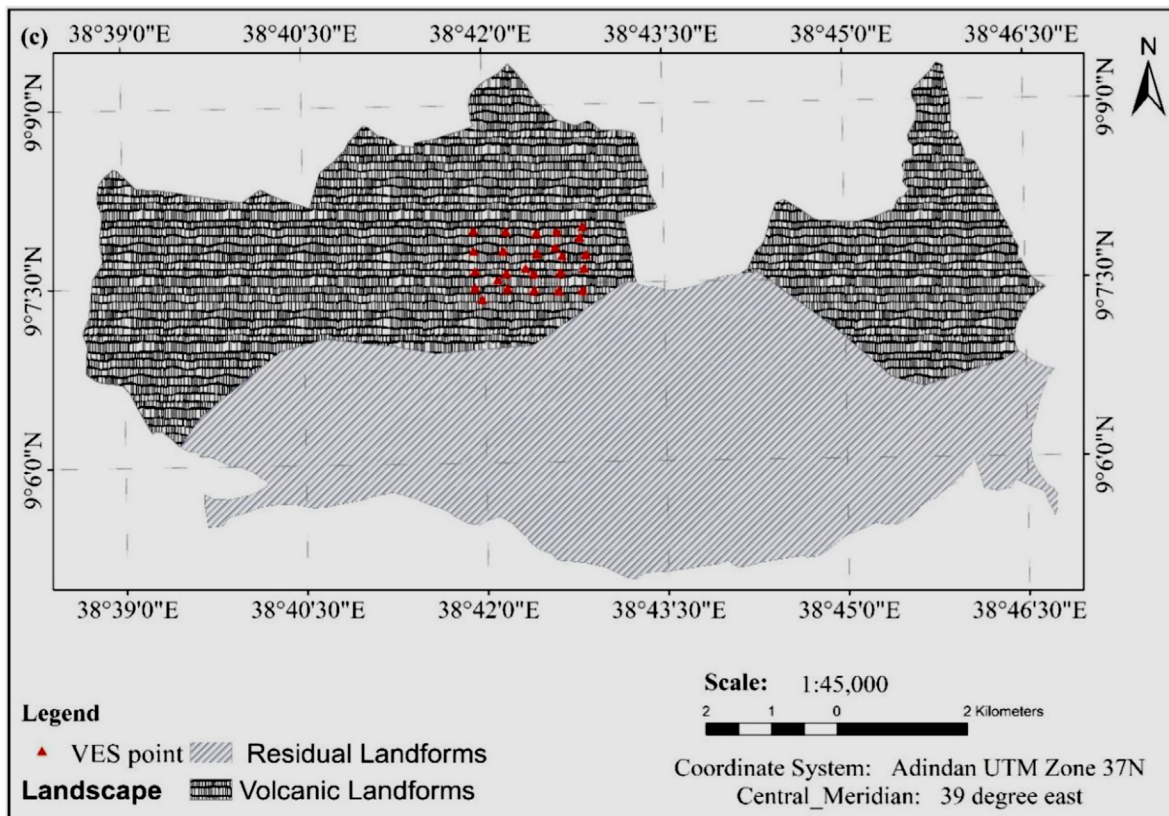 (c) 38°39'0"E 38°40'30"E 38°42'0"E 38°43'30"E 38°45'0"E 38°46'30"E
N
9°9'0"N 9°9'0"N
9°7'30"N 9°7'30"N
9°6'0"N 9°6'0"N
38°39'0"E 38°40'30"E 38°42'0"E 38°43'30"E 38°45'0"E 38°46'30"E
Scale: 1:45,000
2 1 0 2 Kilometers
Legend
VES point Residual Landforms
Landscape Volcanic Landforms
Coordinate System: Adindan UTM Zone 37N
Central_Meridian: 39 degree east